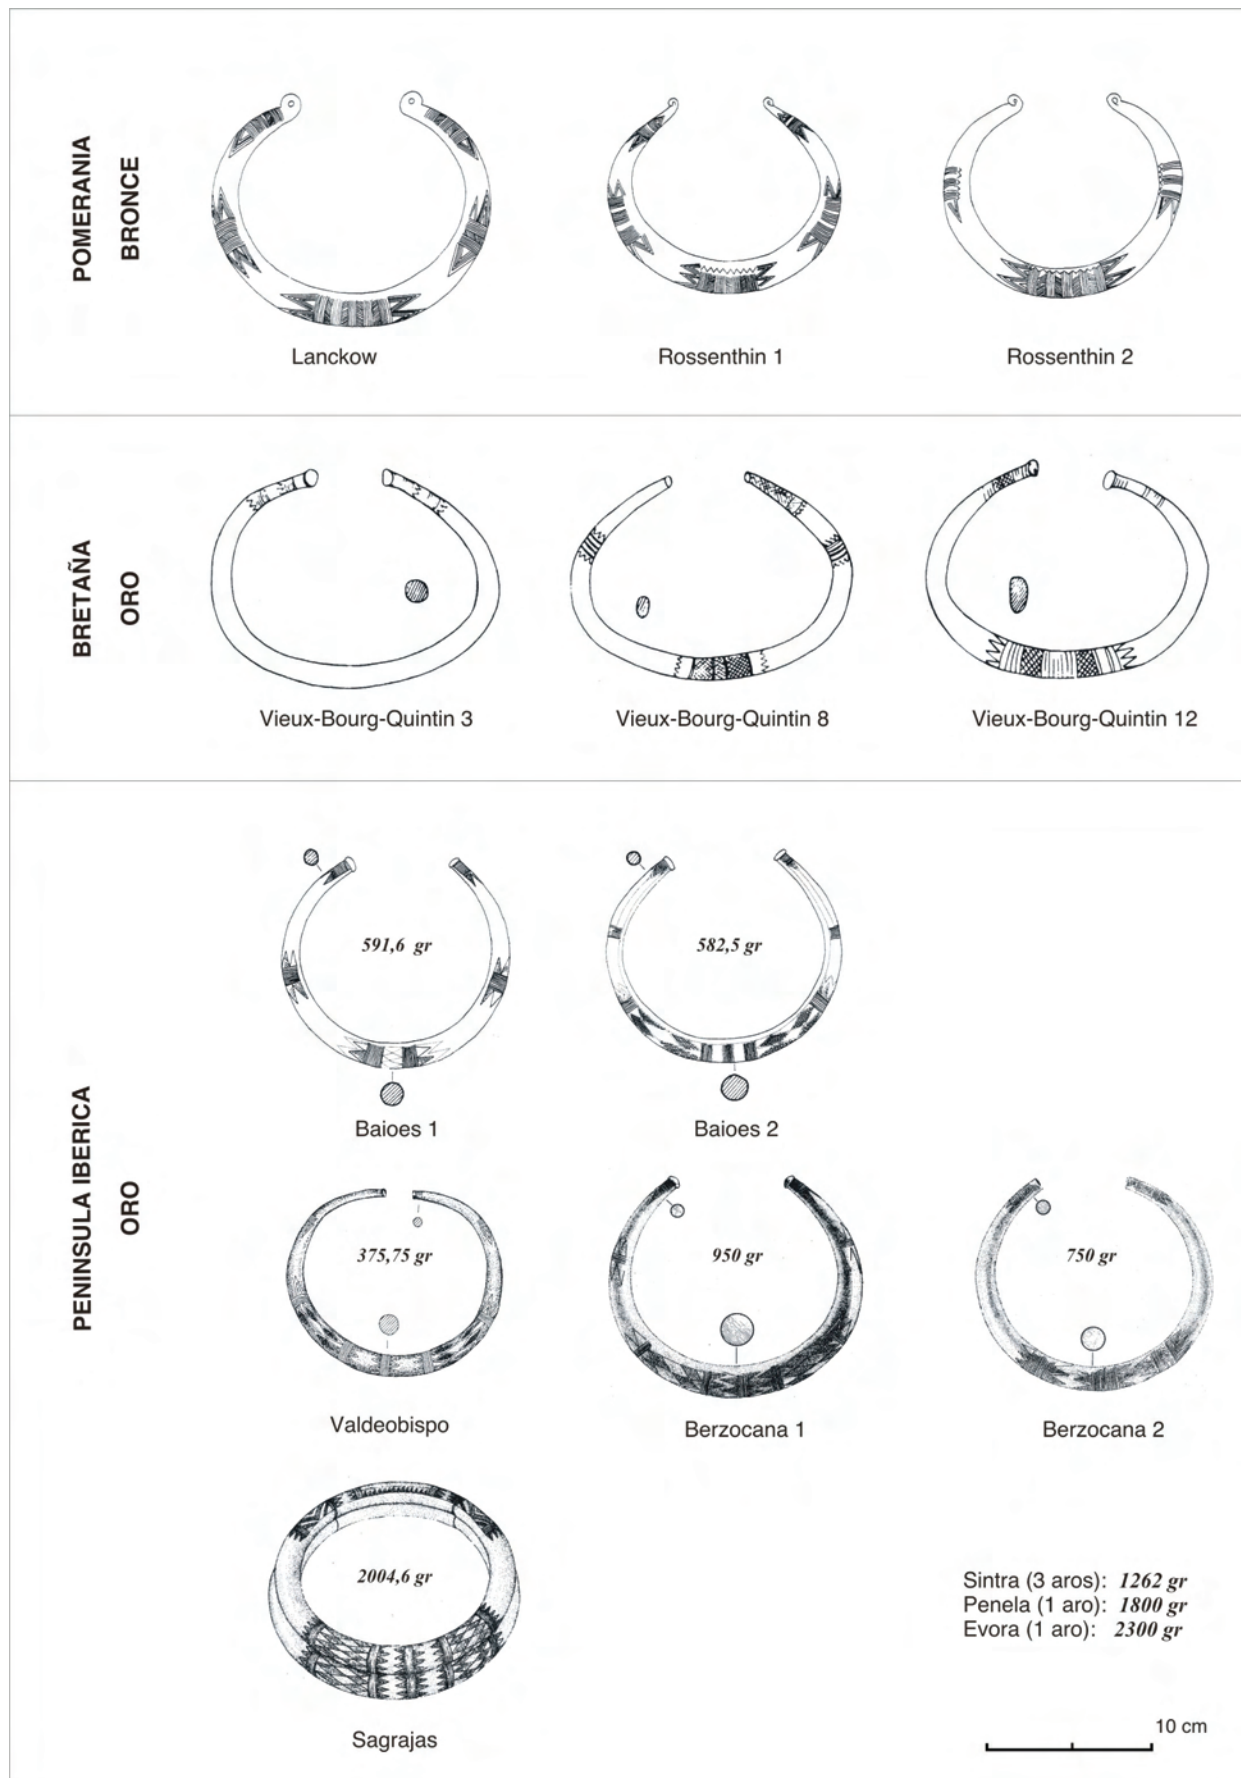 POMERANIA
BRONCE
Lanckow
Rossenthin 1
Rossenthin 2
BRETAÑA
ORO
Vieux-Bourg-Quintin 3
Vieux-Bourg-Quintin 8
Vieux-Bourg-Quintin 12
PENINSULA IBERICA
ORO
591,6 gr
582,5 gr
Baioes 1
Baioes 2
375,75 gr
950 gr
750 gr
Valdeobispo
Berzocana 1
Berzocana 2
2004,6 gr
Sagrajas
Sintra (3 aros): 1262 gr
Penela (1 aro): 1800 gr
Evora (1 aro): 2300 gr
10 cm